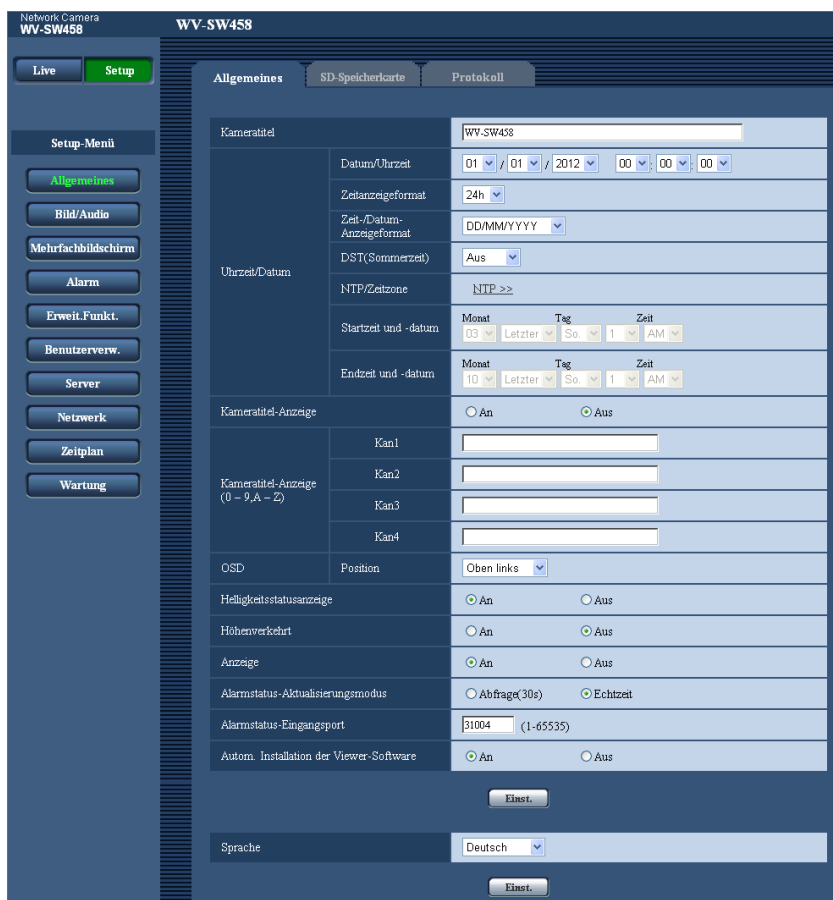 Network Camera
WV-SW458
WV-SW458
Live Setup
Setup-Menü
Allgemeines
Bild/Audio
Mehrfachbildschirm
Alarm
Erweit.Funkt.
Benutzerverw.
Server
Netzwerk
Zeitplan
Wartung
Allgemeines SD-Speicherkarte Protokoll
Kameratitel WV-SW458
Uhrzeit/Datum
Datum/Uhrzeit 01 / 01 / 2012 00 : 00 : 00
Zeitanzeigeformat 24h
Zeit-/Datum-
Anzeigeformat DD/MM/YYYY
DST(Sommerzeit) Aus
NTP/Zeitzone NTP >>
Startzeit und -datum
Monat Tag Zeit
03 Letzter So. 1 AM
Endzeit und -datum
Monat Tag Zeit
10 Letzter So. 1 AM
Kameratitel-Anzeige An Aus
Kameratitel-Anzeige
(0 – 9,A – Z)
Kan1
Kan2
Kan3
Kan4
OSD Position Oben links
Helligkeitsstatusanzeige An Aus
Höhenverkehrt An Aus
Anzeige An Aus
Alarmstatus-Aktualisierungsmodus Abfrage(30s) Echtzeit
Alarmstatus-Eingangsport 31004 (1-65535)
Autom. Installation der Viewer-Software An Aus
Einst.
Sprache Deutsch
Einst.